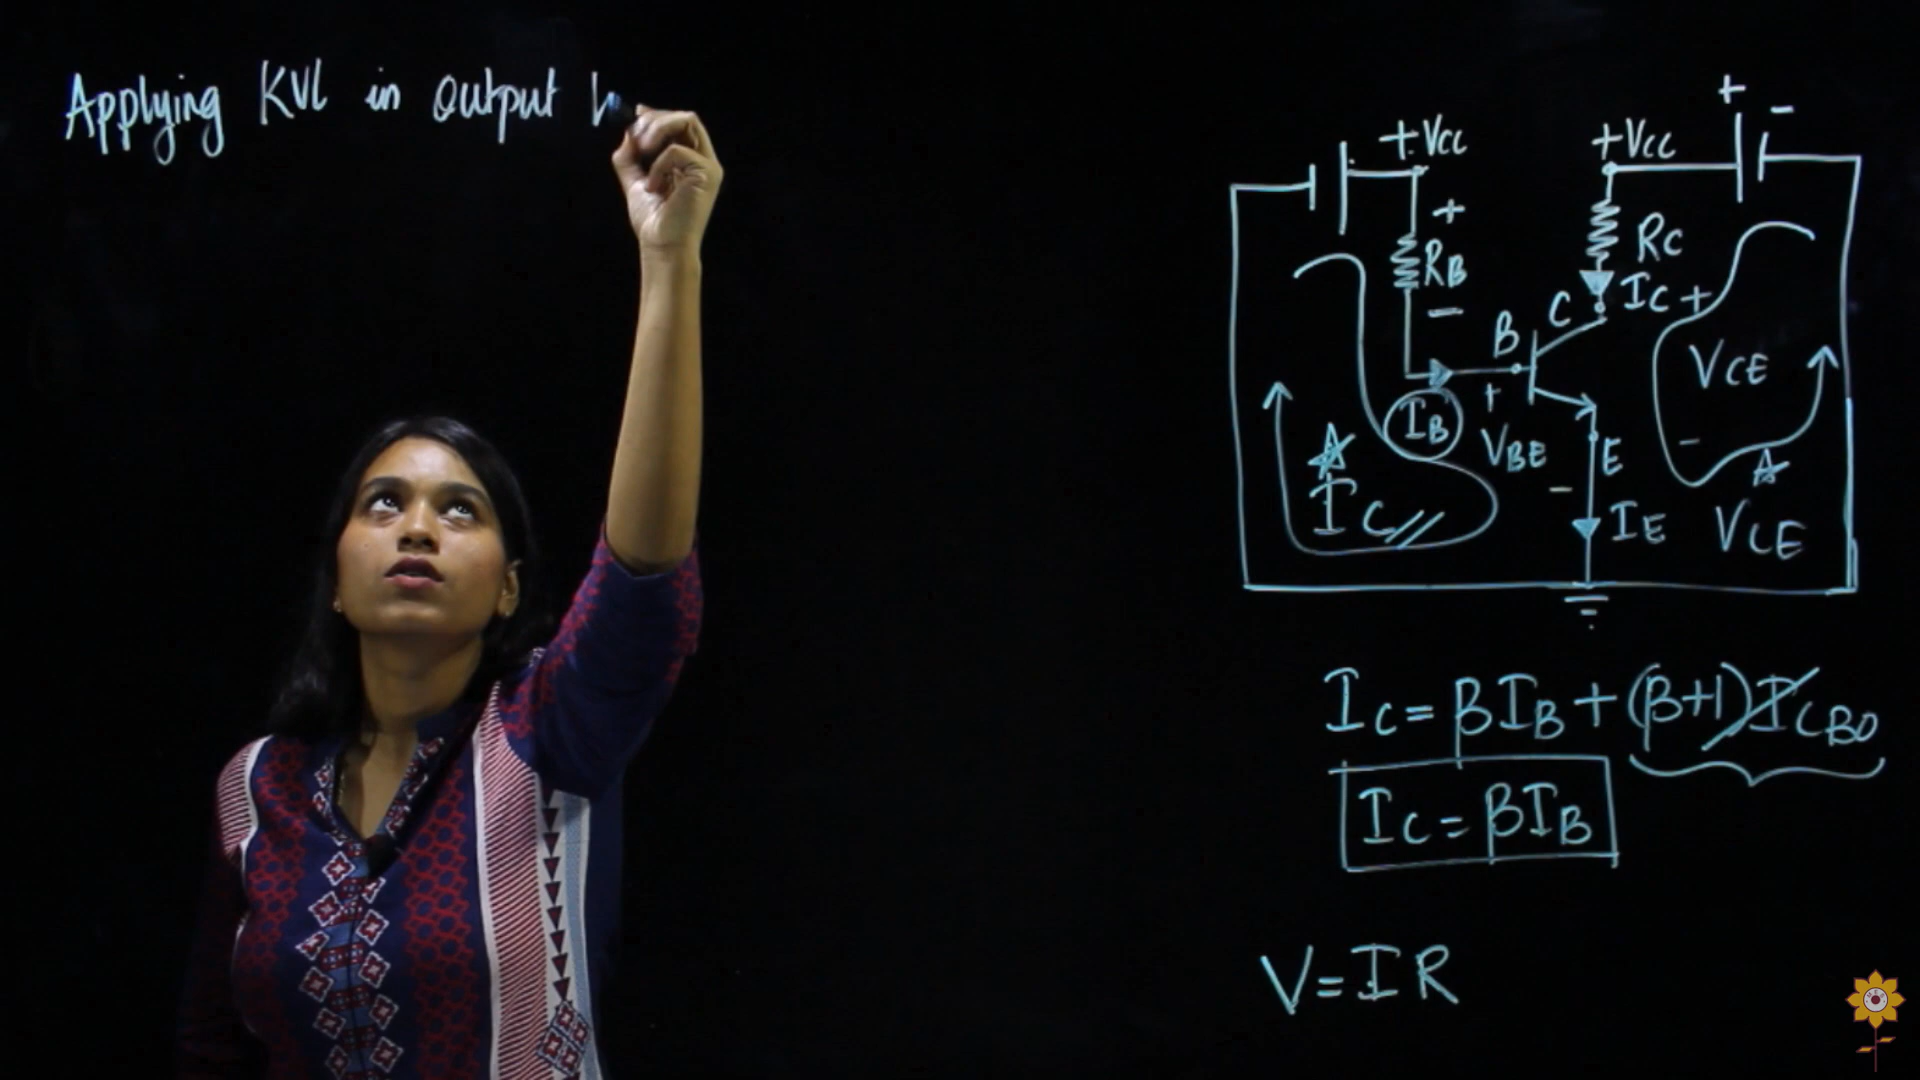 Applying KVL in output
+VCC
+VCC
+ -
+
RB
RC
-
IC +
C
B
VCE
+
IB
VBE
-
E
-
IC
IE
VCE
IC = βIB + (β+1)ICBO
IC = βIB
V = IR